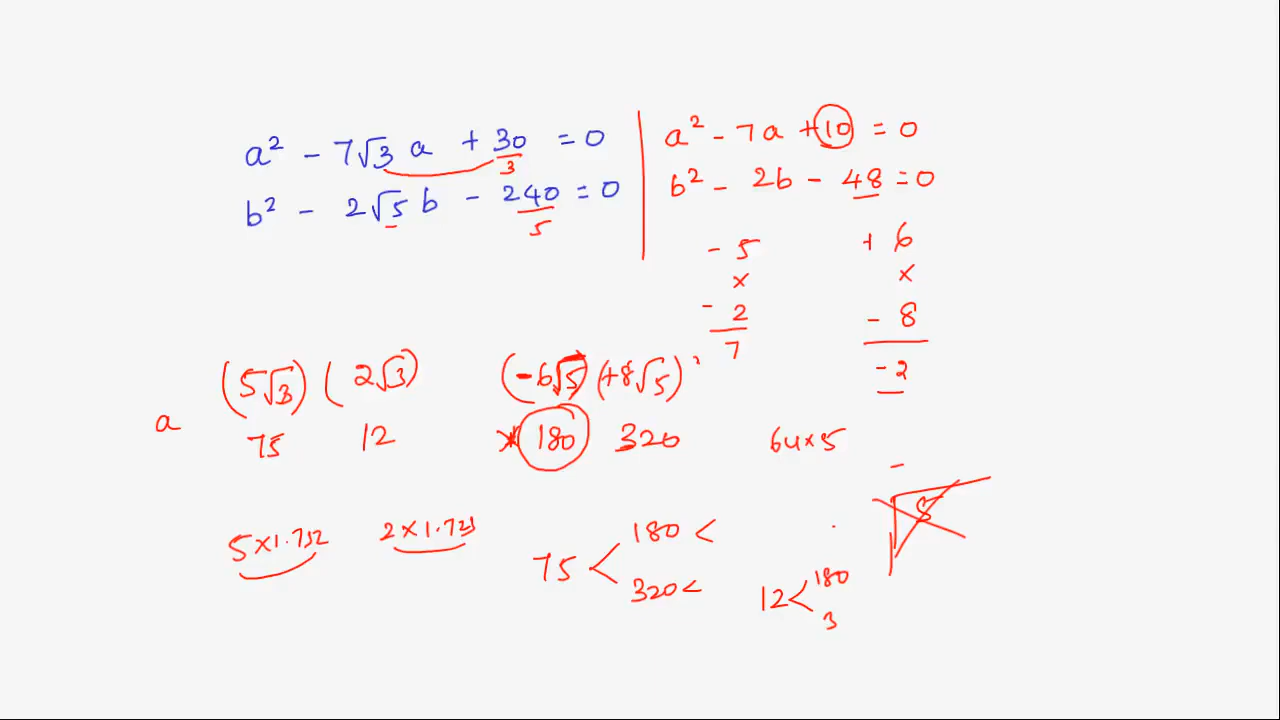 a² - 7√3 a + 30 = 0
3
b² - 2√5 b - 240 = 0
5
a² - 7a + 10 = 0
b² - 2b - 48 = 0
- 5
×
- 2
7
+ 6
×
- 8
- 2
(5√3) (2√3) (-6√5) (+8√5)
a
75 12 180 320 64×5
5×1.732 2×1.723
75 < 180 <
320 <
12 < 180
3
-
5